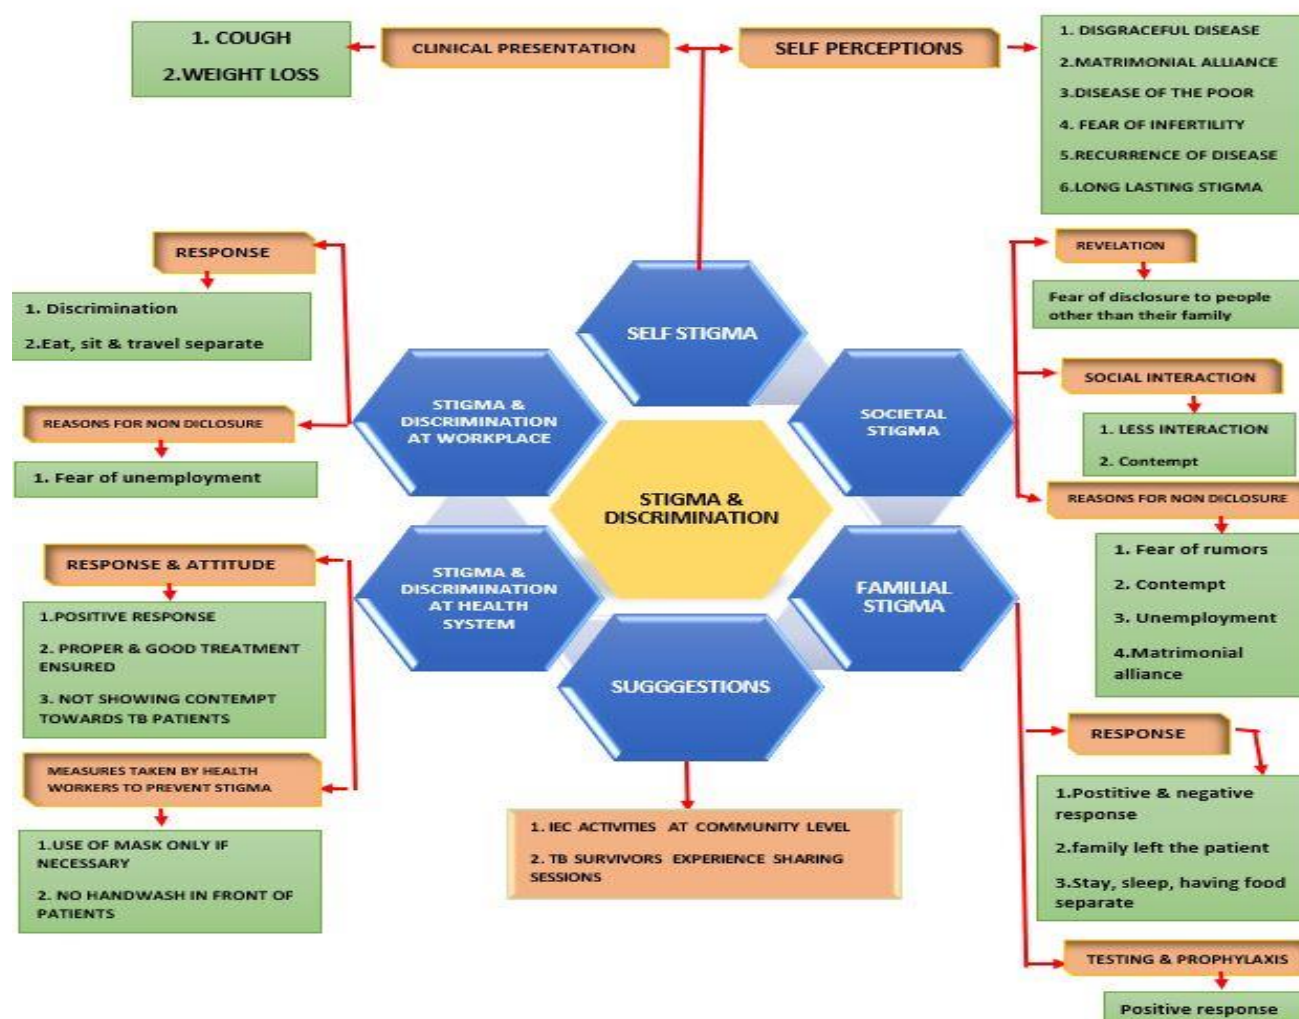 1. COUGH
2.WEIGHT LOSS
CLINICAL PRESENTATION
SELF PERCEPTIONS
1. DISGRACEFUL DISEASE
2.MATRIMONIAL ALLIANCE
3.DISEASE OF THE POOR
4. FEAR OF INFERTILITY
5.RECURRENCE OF DISEASE
6.LONG LASTING STIGMA
RESPONSE
1. Discrimination
2.Eat, sit & travel separate
REASONS FOR NON DICLOSURE
1. Fear of unemployment
SELF STIGMA
STIGMA &
DISCRIMINATION
AT WORKPLACE
SOCIETAL
STIGMA
STIGMA &
DISCRIMINATION
STIGMA &
DISCRIMINATION
AT HEALTH
SYSTEM
FAMILIAL
STIGMA
SUGGGESTIONS
REVELATION
Fear of disclosure to people
other than their family
SOCIAL INTERACTION
1. LESS INTERACTION
2. Contempt
REASONS FOR NON DICLOSURE
1. Fear of rumors
2. Contempt
3. Unemployment
4.Matrimonial
alliance
RESPONSE & ATTITUDE
1.POSITIVE RESPONSE
2. PROPER & GOOD TREATMENT
ENSURED
3. NOT SHOWING CONTEMPT
TOWARDS TB PATIENTS
MEASURES TAKEN BY HEALTH
WORKERS TO PREVENT STIGMA
1.USE OF MASK ONLY IF
NECESSARY
2. NO HANDWASH IN FRONT OF
PATIENTS
1. IEC ACTIVITIES AT COMMUNITY LEVEL
2. TB SURVIVORS EXPERIENCE SHARING
SESSIONS
RESPONSE
1.Postitive & negative
response
2.family left the patient
3.Stay, sleep, having food
separate
TESTING & PROPHYLAXIS
Positive response